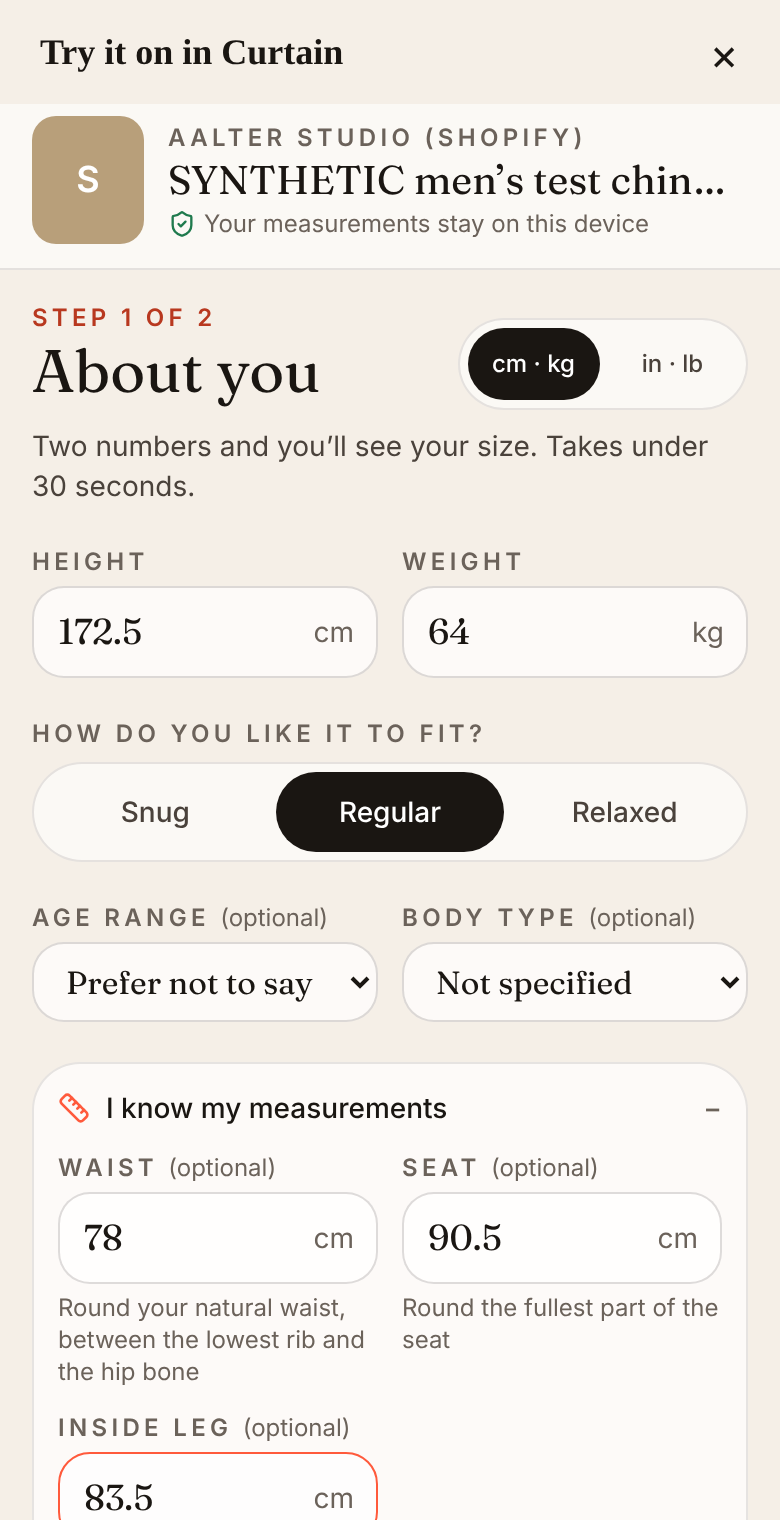 Try it on in Curtain
×
S
AALTER STUDIO (SHOPIFY)
SYNTHETIC men’s test chin...
Your measurements stay on this device
STEP 1 OF 2
About you
cm · kg
in · lb
Two numbers and you’ll see your size. Takes under
30 seconds.
HEIGHT
WEIGHT
172.5 cm
64 kg
HOW DO YOU LIKE IT TO FIT?
Snug
Regular
Relaxed
AGE RANGE (optional)
BODY TYPE (optional)
Prefer not to say
Not specified
I know my measurements
–
WAIST (optional)
SEAT (optional)
78 cm
90.5 cm
Round your natural waist,
between the lowest rib and
the hip bone
Round the fullest part of the
seat
INSIDE LEG (optional)
83.5 cm